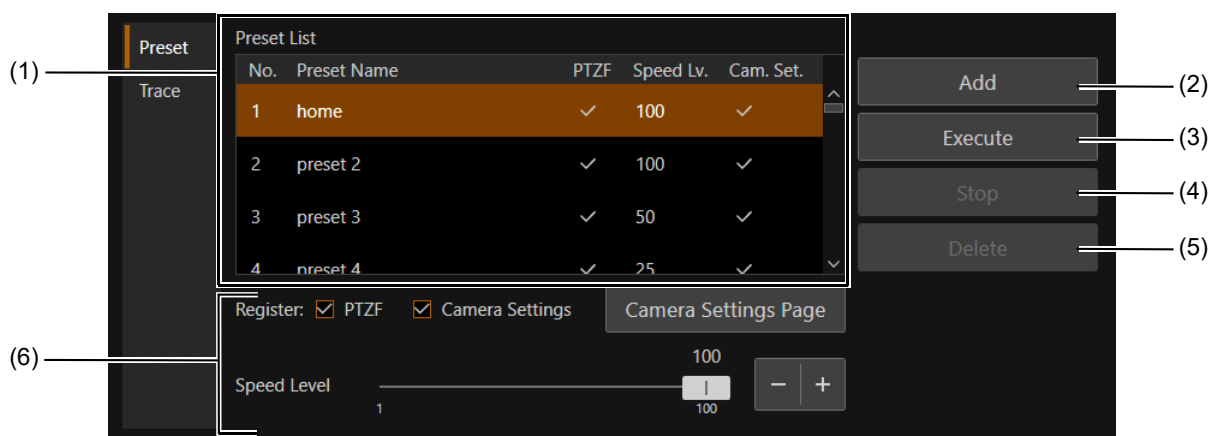 Preset
Trace
Preset List
No. Preset Name PTZF Speed Lv. Cam. Set.
1 home 100
2 preset 2 100
3 preset 3 50
4 preset 4 25
Add
Execute
Stop
Delete
Register: PTZF Camera Settings Camera Settings Page
100
Speed Level
1 100
− +
(1)
(2)
(3)
(4)
(5)
(6)